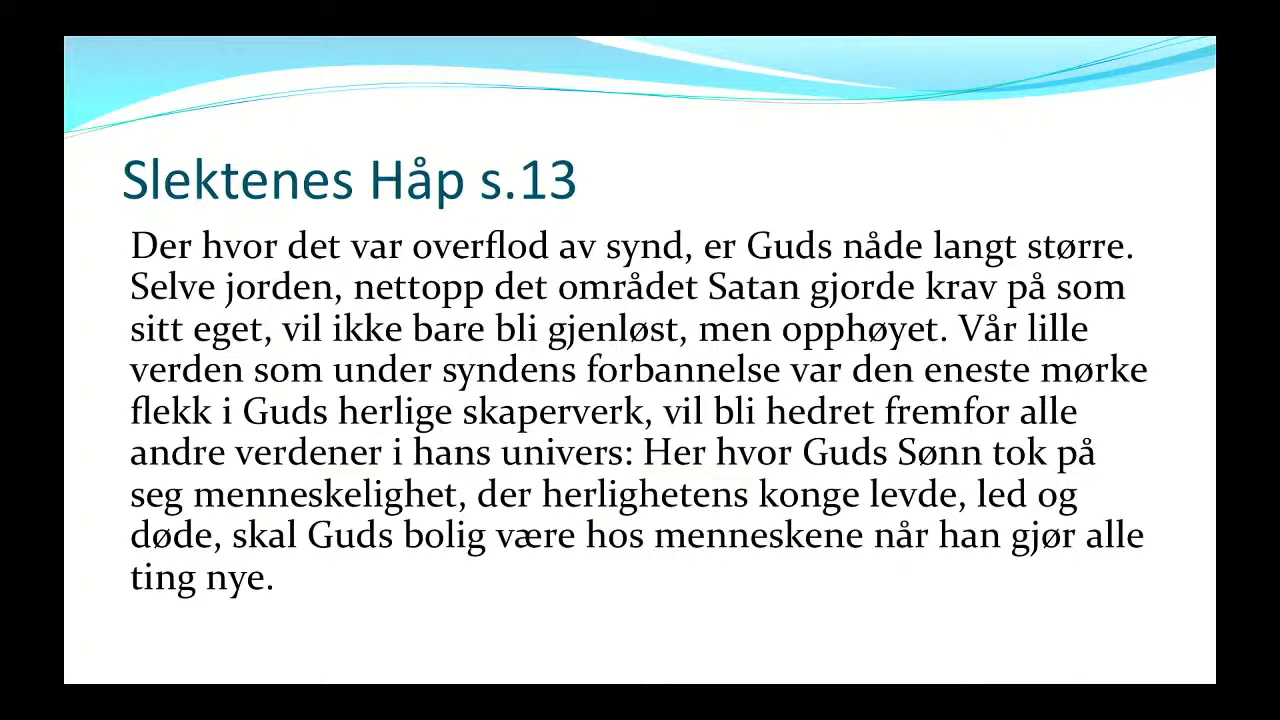 Slektenes Håp s.13
Der hvor det var overflod av synd, er Guds nåde langt større.
Selve jorden, nettopp det området Satan gjorde krav på som
sitt eget, vil ikke bare bli gjenløst, men opphøyet. Vår lille
verden som under syndens forbannelse var den eneste mørke
flekk i Guds herlige skaperverk, vil bli hedret fremfor alle
andre verdener i hans univers: Her hvor Guds Sønn tok på
seg menneskelighet, der herlighetens konge levde, led og
døde, skal Guds bolig være hos menneskene når han gjør alle
ting nye.